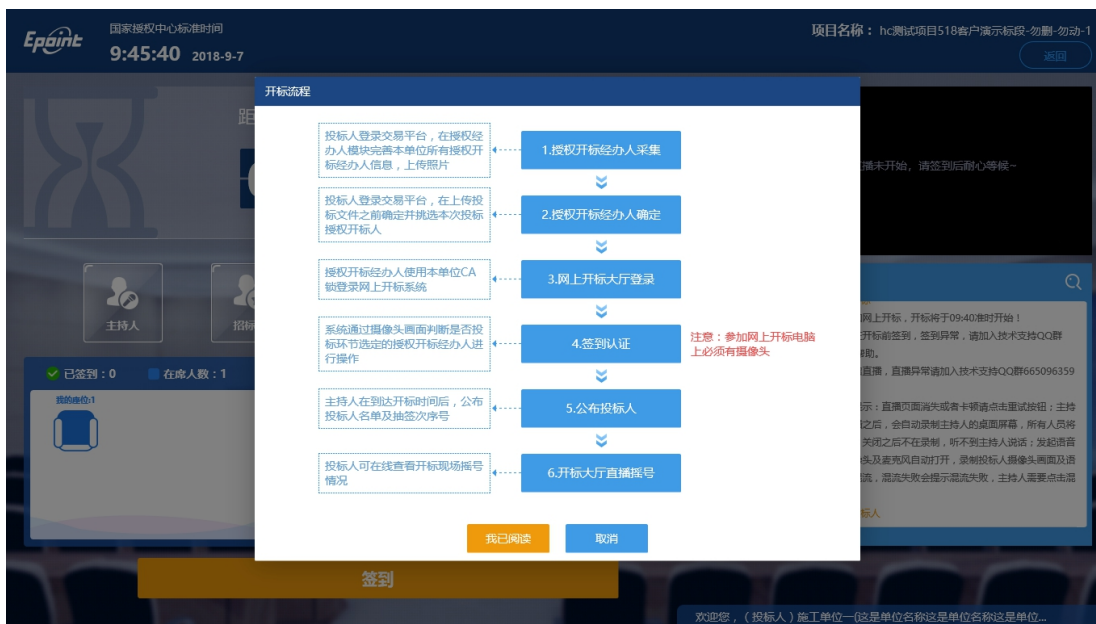 Epoint
国家授权中心标准时间
9:45:40 2018-9-7
项目名称：hc测试项目518客户演示标段-勿删-勿动-1
返回
距
开标流程
投标人登录交易平台，在授权经
办人模块完善本单位所有授权开
标经办人信息，上传照片
1.授权开标经办人采集
投标人登录交易平台，在上传投
标文件之前确定并挑选本次投标
授权开标人
2.授权开标经办人确定
授权开标经办人使用本单位CA
锁登录网上开标系统
3.网上开标大厅登录
系统通过摄像头画面判断是否投
标环节选定的授权开标经办人进
行操作
4.签到认证
注意：参加网上开标电脑
上必须有摄像头
主持人在到达开标时间后，公布
投标人名单及抽签次序号
5.公布投标人
投标人可在线查看开标现场摇号
情况
6.开标大厅直播摇号
我已阅读
取消
播未开始，请签到后耐心等候~
主持人
招标
已签到：0
在席人数：1
我的座位:1
网上开标，开标将于09:40准时开始！
开标前签到，签到异常，请加入技术支持QQ群
帮助。
直播，直播异常请加入技术支持QQ群665096359
示：直播页面消失或者卡顿请点击重试按钮；主持
之后，会自动录制主持人的桌面屏幕，所有人员将
关闭之后不在录制，听不到主持人说话；发起语音
头及麦克风自动打开，录制投标人摄像头画面及语
流，混流失败会提示混流失败，主持人需要点击混
标人
签到
欢迎您，（投标人）施工单位一(这是单位名称这是单位名称这是单位...